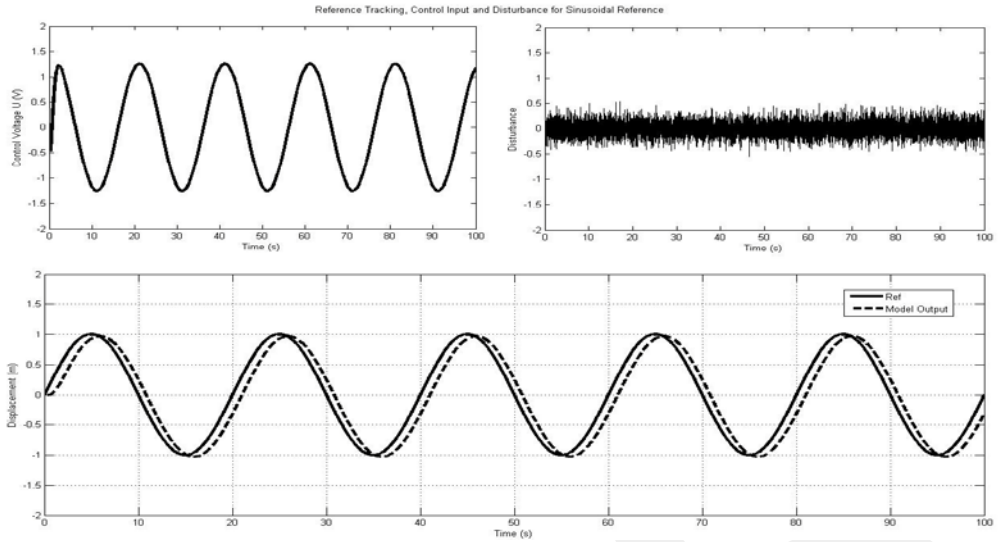 Reference Tracking, Control Input and Disturbance for Sinusoidal Reference
Control Voltage U (V)
2
1.5
1
0.5
0
-0.5
-1
-1.5
-2
0 10 20 30 40 50 60 70 80 90 100
Time (s)
Disturbance
2
1.5
1
0.5
0
-0.5
-1
-1.5
-2
0 10 20 30 40 50 60 70 80 90 100
Time (s)
Displacement (m)
2
1.5
1
0.5
0
-0.5
-1
-1.5
-2
0 10 20 30 40 50 60 70 80 90 100
Time (s)
Ref
Model Output